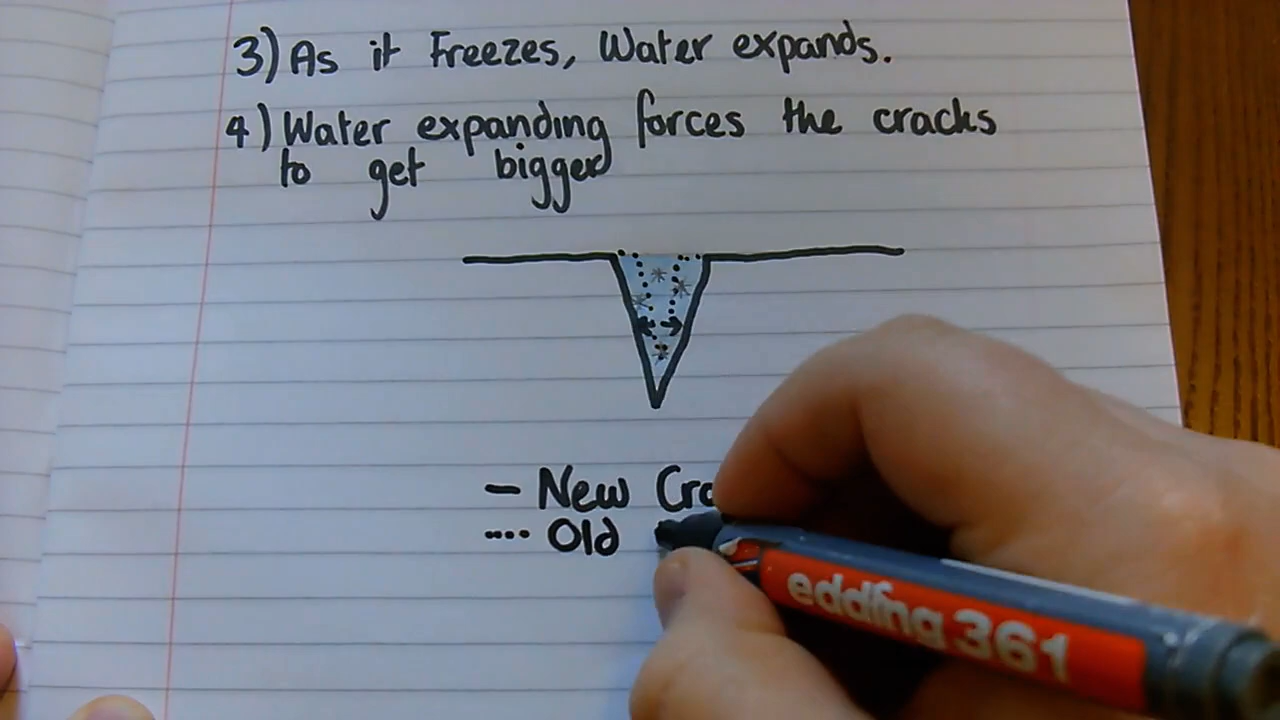 3) As it Freezes, Water expands.
4) Water expanding forces the cracks
to get bigger
— New
.... Old
edding 361